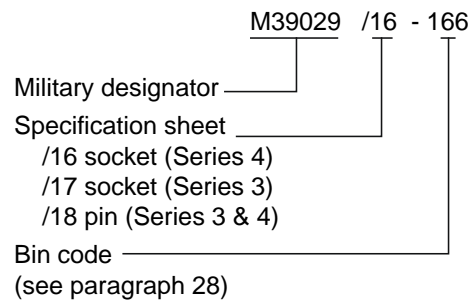 M39029 /16 - 166
Military designator
Specification sheet
/16 socket (Series 4)
/17 socket (Series 3)
/18 pin (Series 3 & 4)
Bin code
(see paragraph 28)